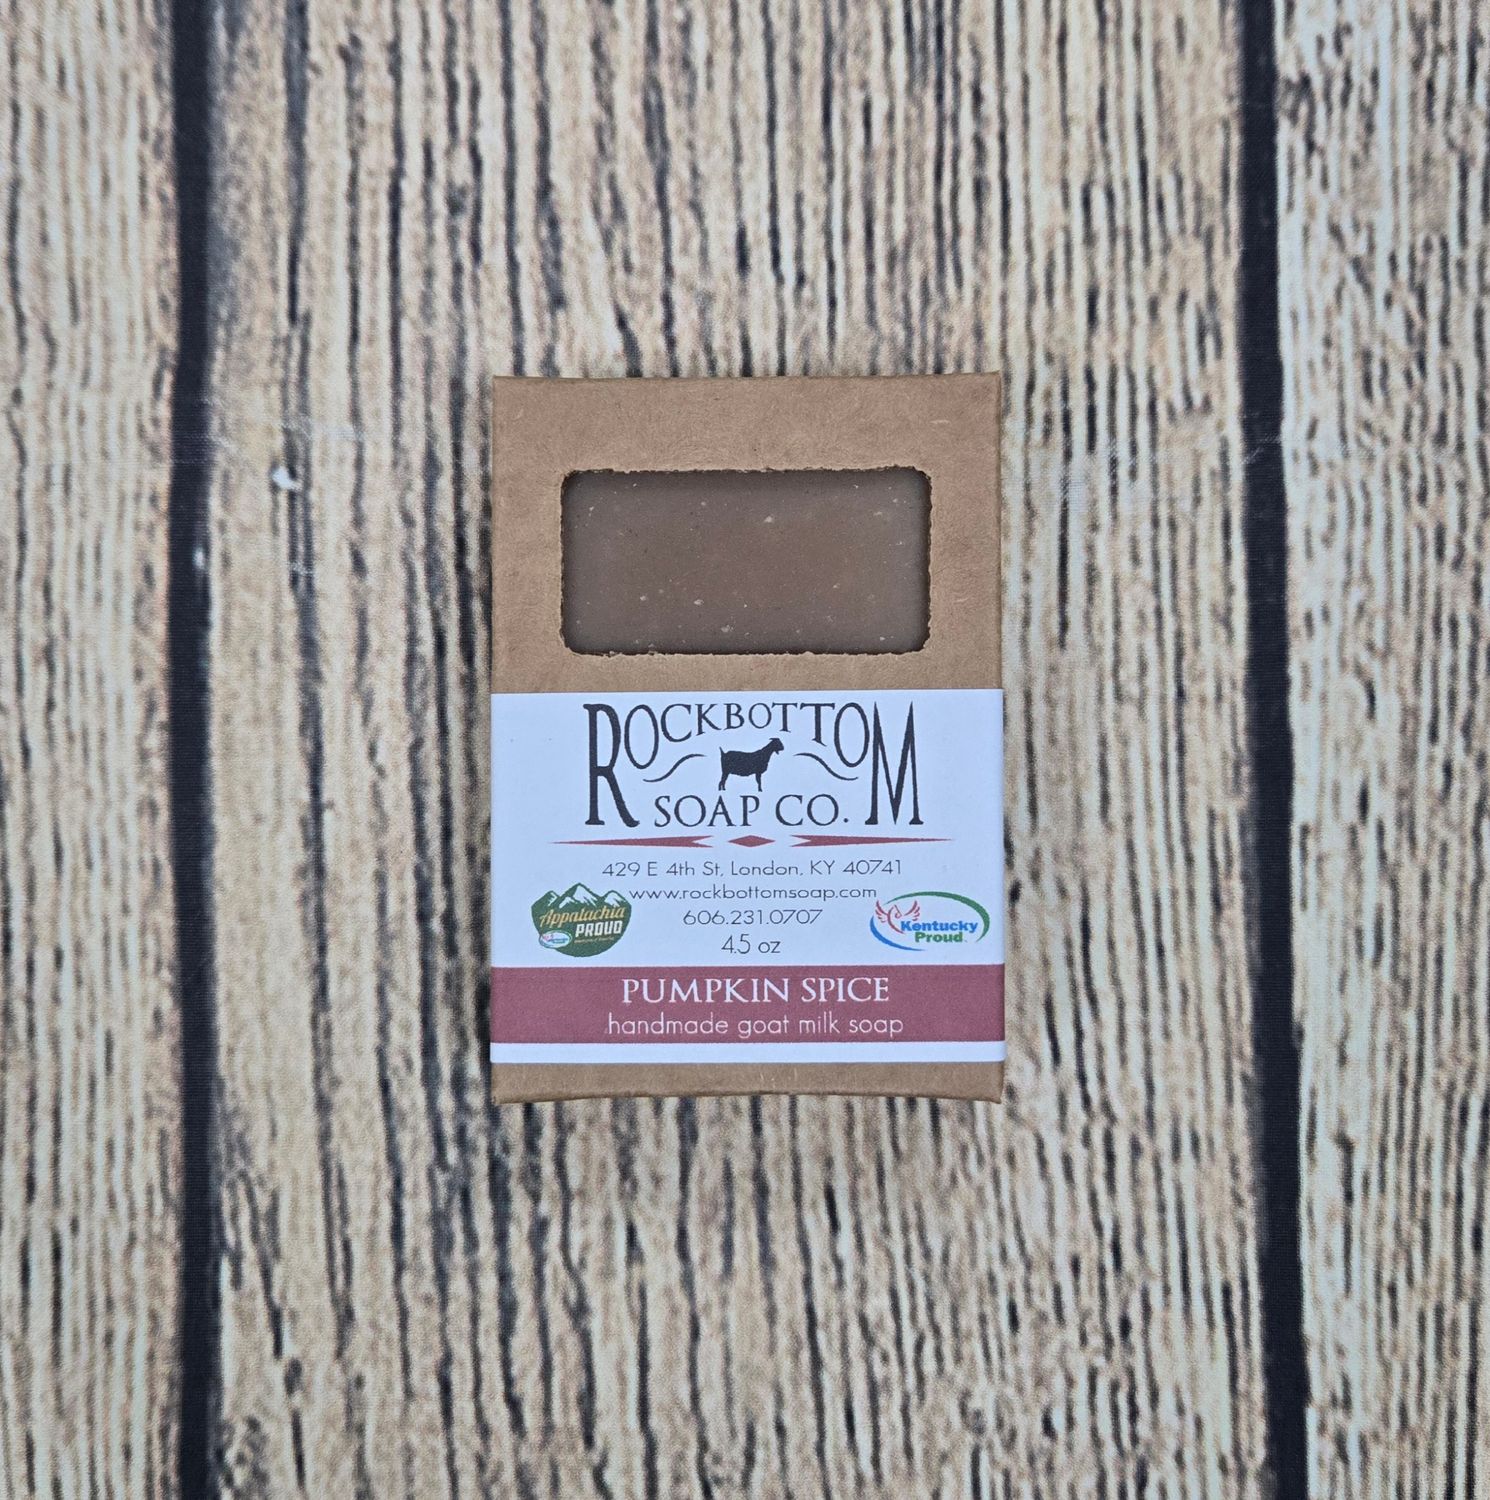 ROCKBOTTOM
SOAP CO.
429 E 4th St, London, KY 40741
www.rockbottomsoap.com
606.231.0707
4.5 oz
Appalachia
PROUD
Kentucky
Proud
PUMPKIN SPICE
handmade goat milk soap